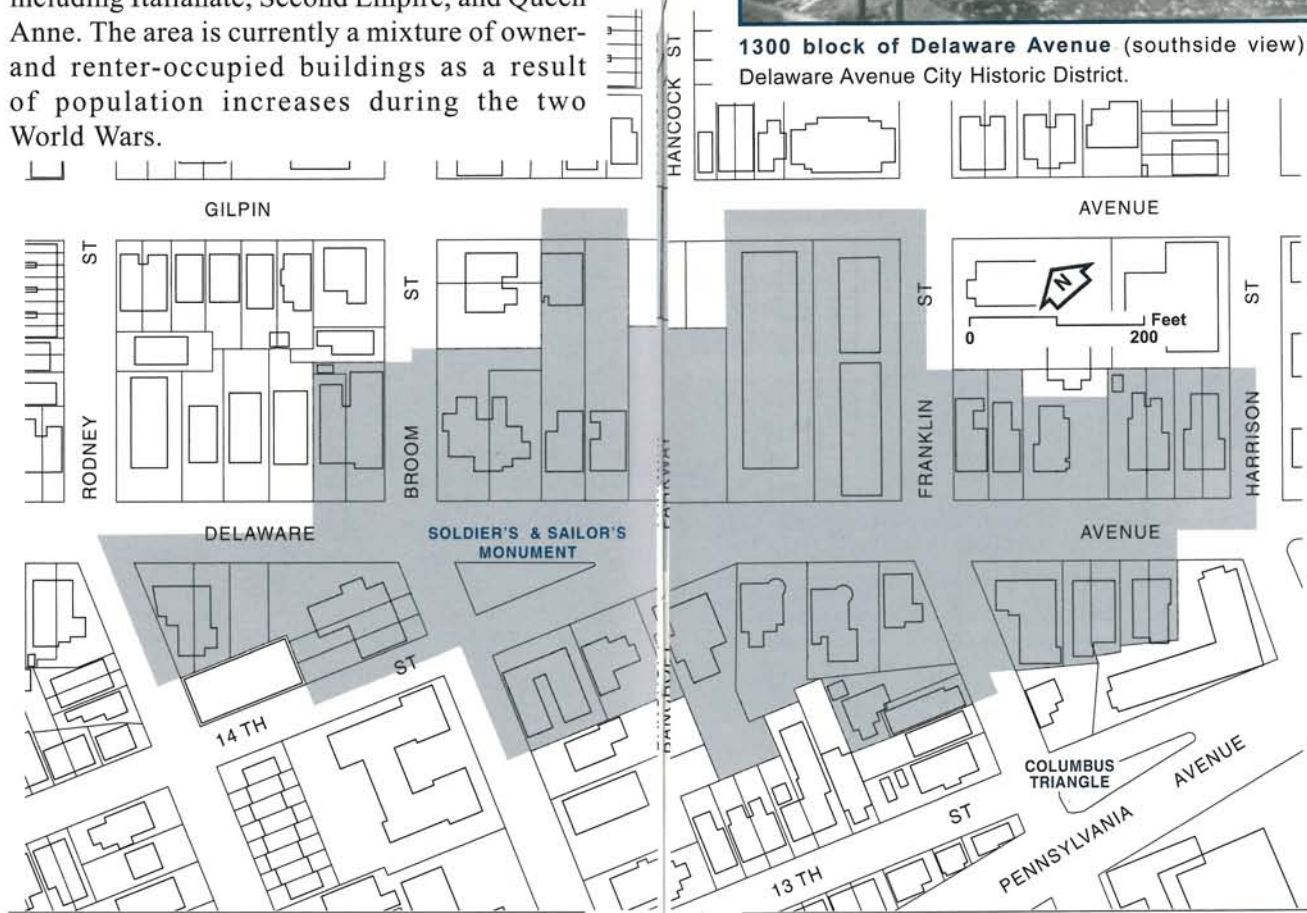 including Italianate, Second Empire, and Queen
Anne. The area is currently a mixture of owner-
and renter-occupied buildings as a result
of population increases during the two
World Wars.
1300 block of Delaware Avenue (southside view)
Delaware Avenue City Historic District.
HANCOCK ST
GILPIN
AVENUE
ST
ST
ST
ST
N
Feet
0
200
RODNEY
BROOM
PARKWAY
FRANKLIN
HARRISON
DELAWARE
SOLDIER'S & SAILOR'S
MONUMENT
AVENUE
BANCROFT
ST
14 TH
COLUMBUS
TRIANGLE
AVENUE
ST
PENNSYLVANIA
13 TH